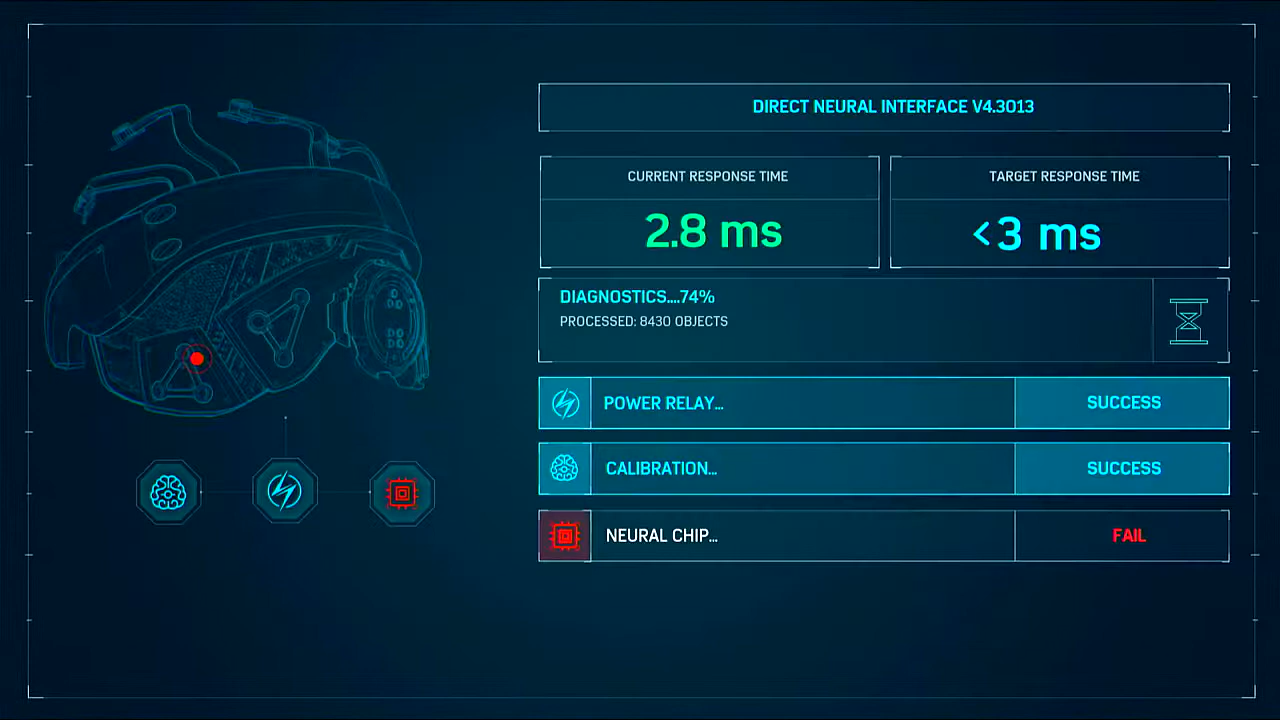 DIRECT NEURAL INTERFACE V4.3013
CURRENT RESPONSE TIME
2.8 ms
TARGET RESPONSE TIME
<3 ms
DIAGNOSTICS....74%
PROCESSED: 8430 OBJECTS
POWER RELAY...
SUCCESS
CALIBRATION...
SUCCESS
NEURAL CHIP...
FAIL